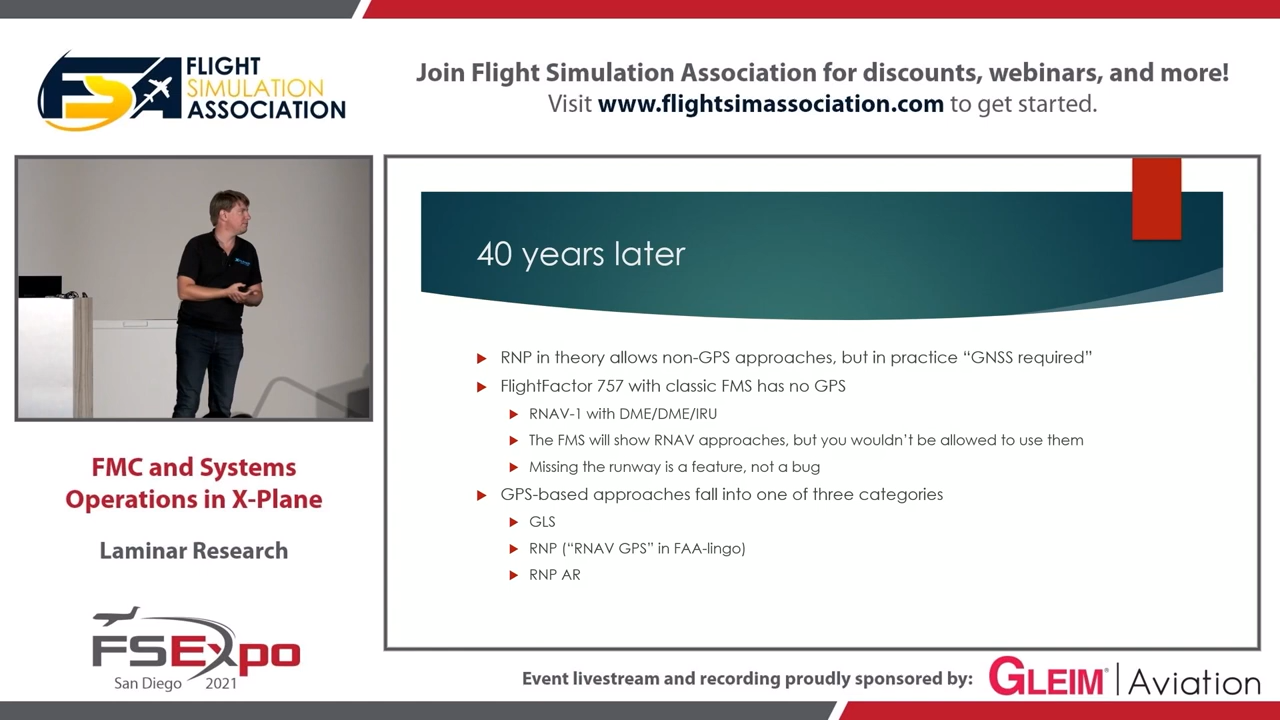 FLIGHT
SIMULATION
ASSOCIATION
Join Flight Simulation Association for discounts, webinars, and more!
Visit www.flightsimassociation.com to get started.
40 years later
RNP in theory allows non-GPS approaches, but in practice “GNSS required”
FlightFactor 757 with classic FMS has no GPS
RNAV-1 with DME/DME/IRU
The FMS will show RNAV approaches, but you wouldn’t be allowed to use them
Missing the runway is a feature, not a bug
GPS-based approaches fall into one of three categories
GLS
RNP (“RNAV GPS” in FAA-lingo)
RNP AR
FMC and Systems
Operations in X-Plane
Laminar Research
FSExpo
San Diego 2021
Event livestream and recording proudly sponsored by:
GLEIM® | Aviation